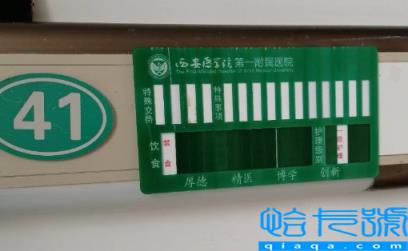 41
西安医学院第一附属医院
The First Affiliated Hospital of Xi'an Medical University
特殊交接
特殊事项
饮食
禁食
护理级别
一级护理
厚德 精医 博学 创新
哈卡號
qiaqa.com